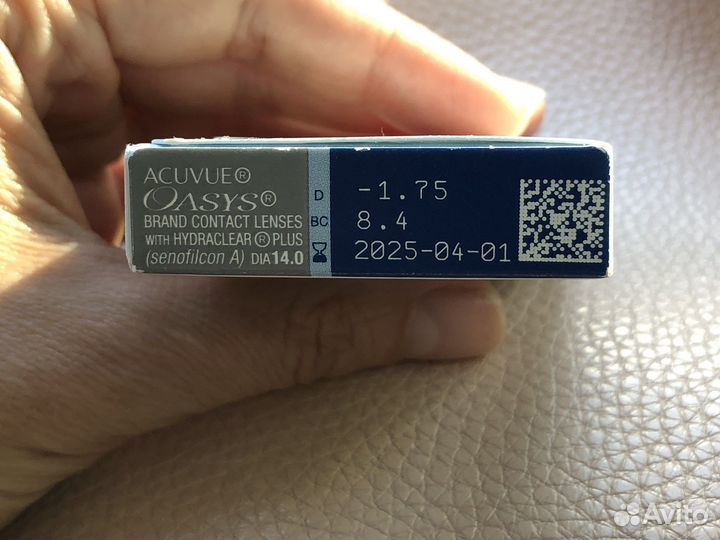 ACUVUE®
OASYS®
BRAND CONTACT LENSES
WITH HYDRACLEAR® PLUS
(senofilcon A) DIA 14.0
D -1.75
BC 8.4
2025-04-01
Avito